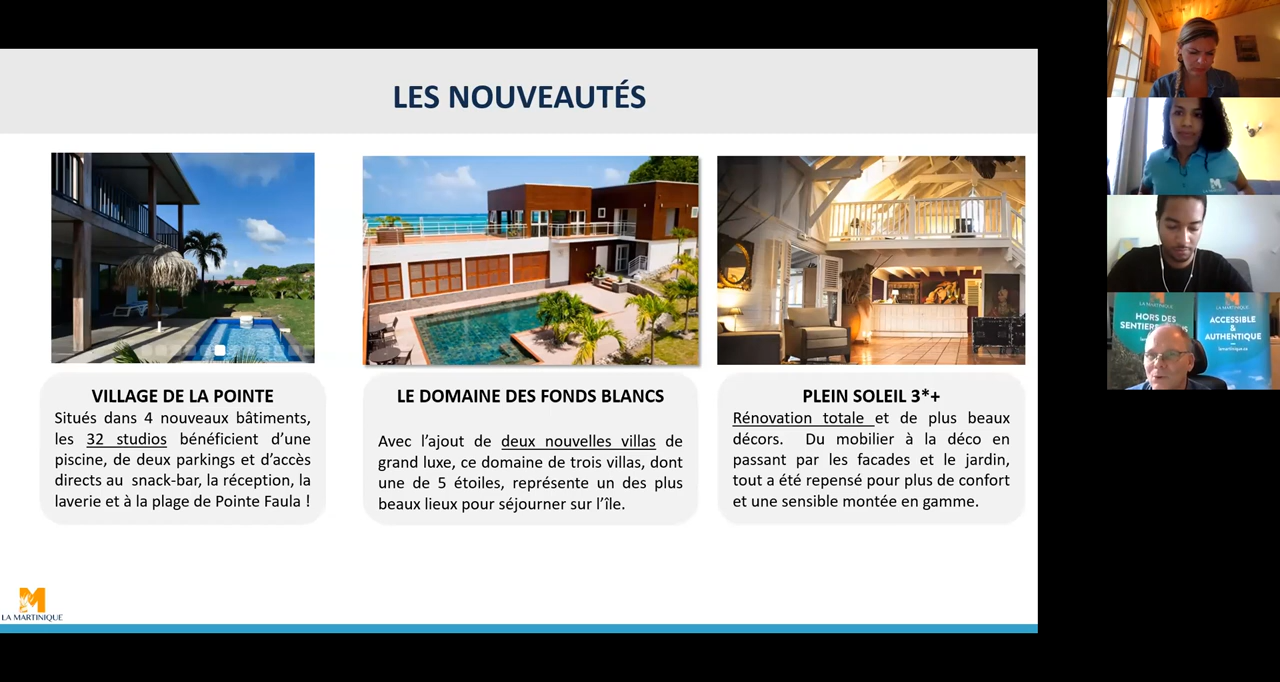 LES NOUVEAUTÉS
VILLAGE DE LA POINTE
Situés dans 4 nouveaux bâtiments,
les 32 studios bénéficient d’une
piscine, de deux parkings et d’accès
directs au snack-bar, la réception, la
laverie et à la plage de Pointe Faula !
LE DOMAINE DES FONDS BLANCS
Avec l’ajout de deux nouvelles villas de
grand luxe, ce domaine de trois villas, dont
une de 5 étoiles, représente un des plus
beaux lieux pour séjourner sur l’île.
PLEIN SOLEIL 3*+
Rénovation totale et de plus beaux
décors. Du mobilier à la déco en
passant par les facades et le jardin,
tout a été repensé pour plus de confort
et une sensible montée en gamme.
M
LA MARTINIQUE
LA MARTINIQUE
HORS DES
LA MARTINIQUE
ACCESSIBLE
&
AUTHENTIQUE